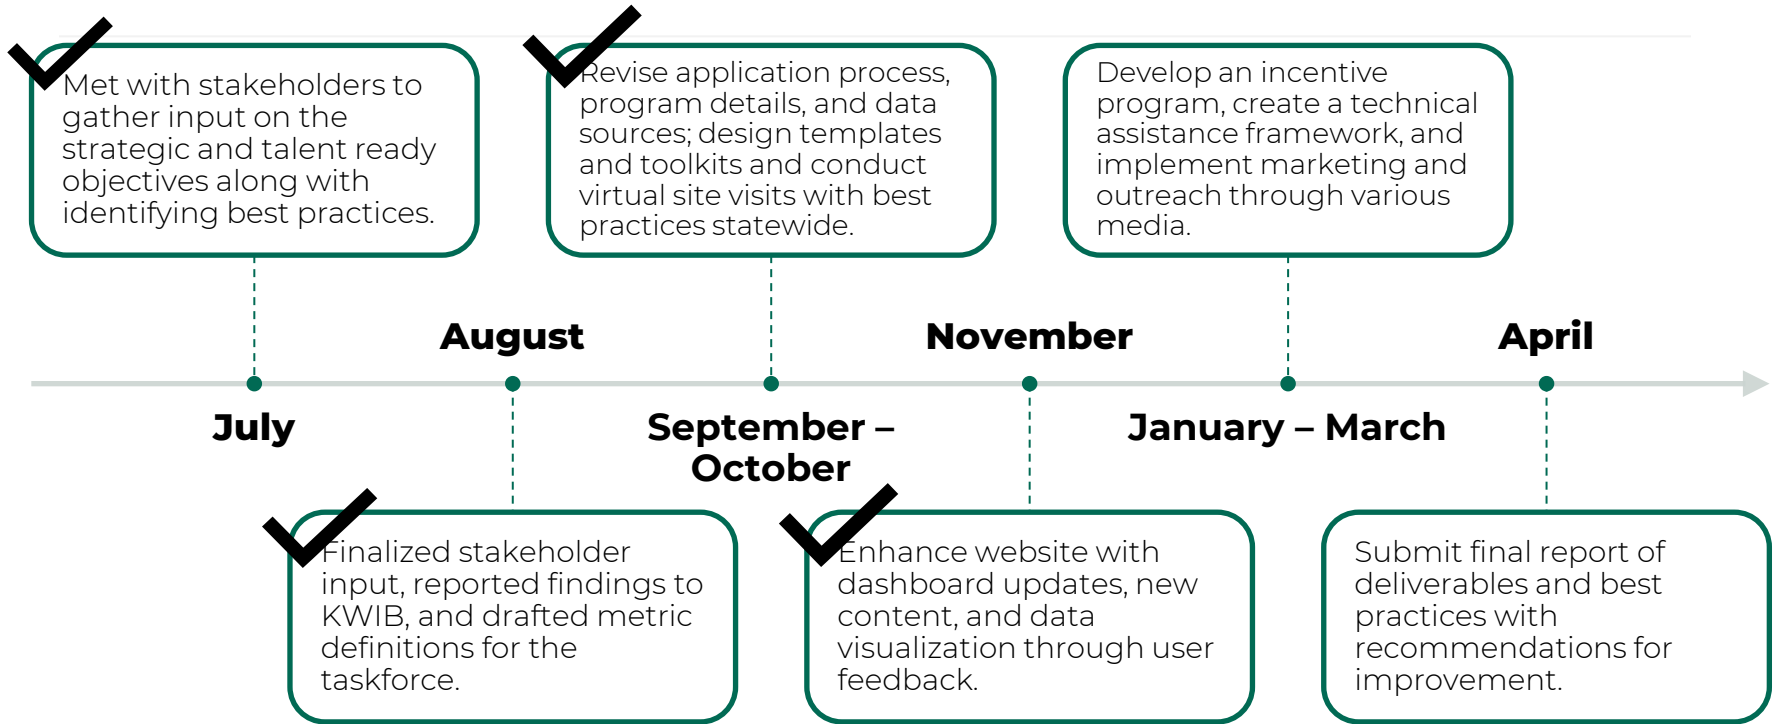 Met with stakeholders to
gather input on the
strategic and talent ready
objectives along with
identifying best practices.
Revise application process,
program details, and data
sources; design templates
and toolkits and conduct
virtual site visits with best
practices statewide.
Develop an incentive
program, create a technical
assistance framework, and
implement marketing and
outreach through various
media.
August
November
April
July
September –
October
January – March
Finalized stakeholder
input, reported findings to
KWIB, and drafted metric
definitions for the
taskforce.
Enhance website with
dashboard updates, new
content, and data
visualization through user
feedback.
Submit final report of
deliverables and best
practices with
recommendations for
improvement.